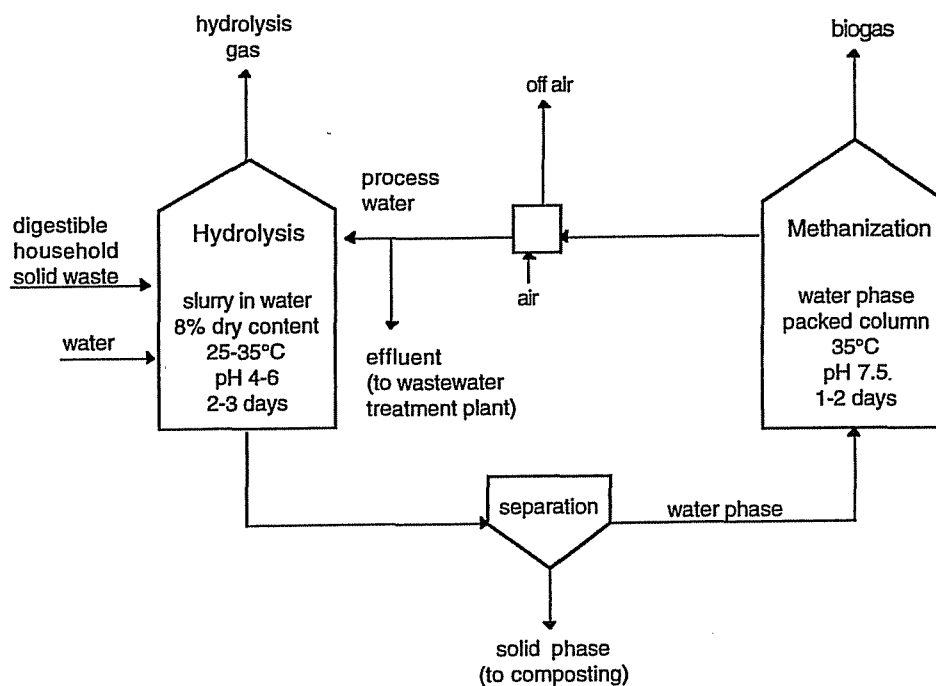 hydrolysis
gas
biogas
off air
process
water
digestible
household
solid waste
water
Hydrolysis
slurry in water
8% dry content
25-35°C
pH 4-6
2-3 days
air
effluent
(to wastewater
treatment plant)
Methanization
water phase
packed column
35°C
pH 7.5.
1-2 days
separation
water phase
solid phase
(to composting)